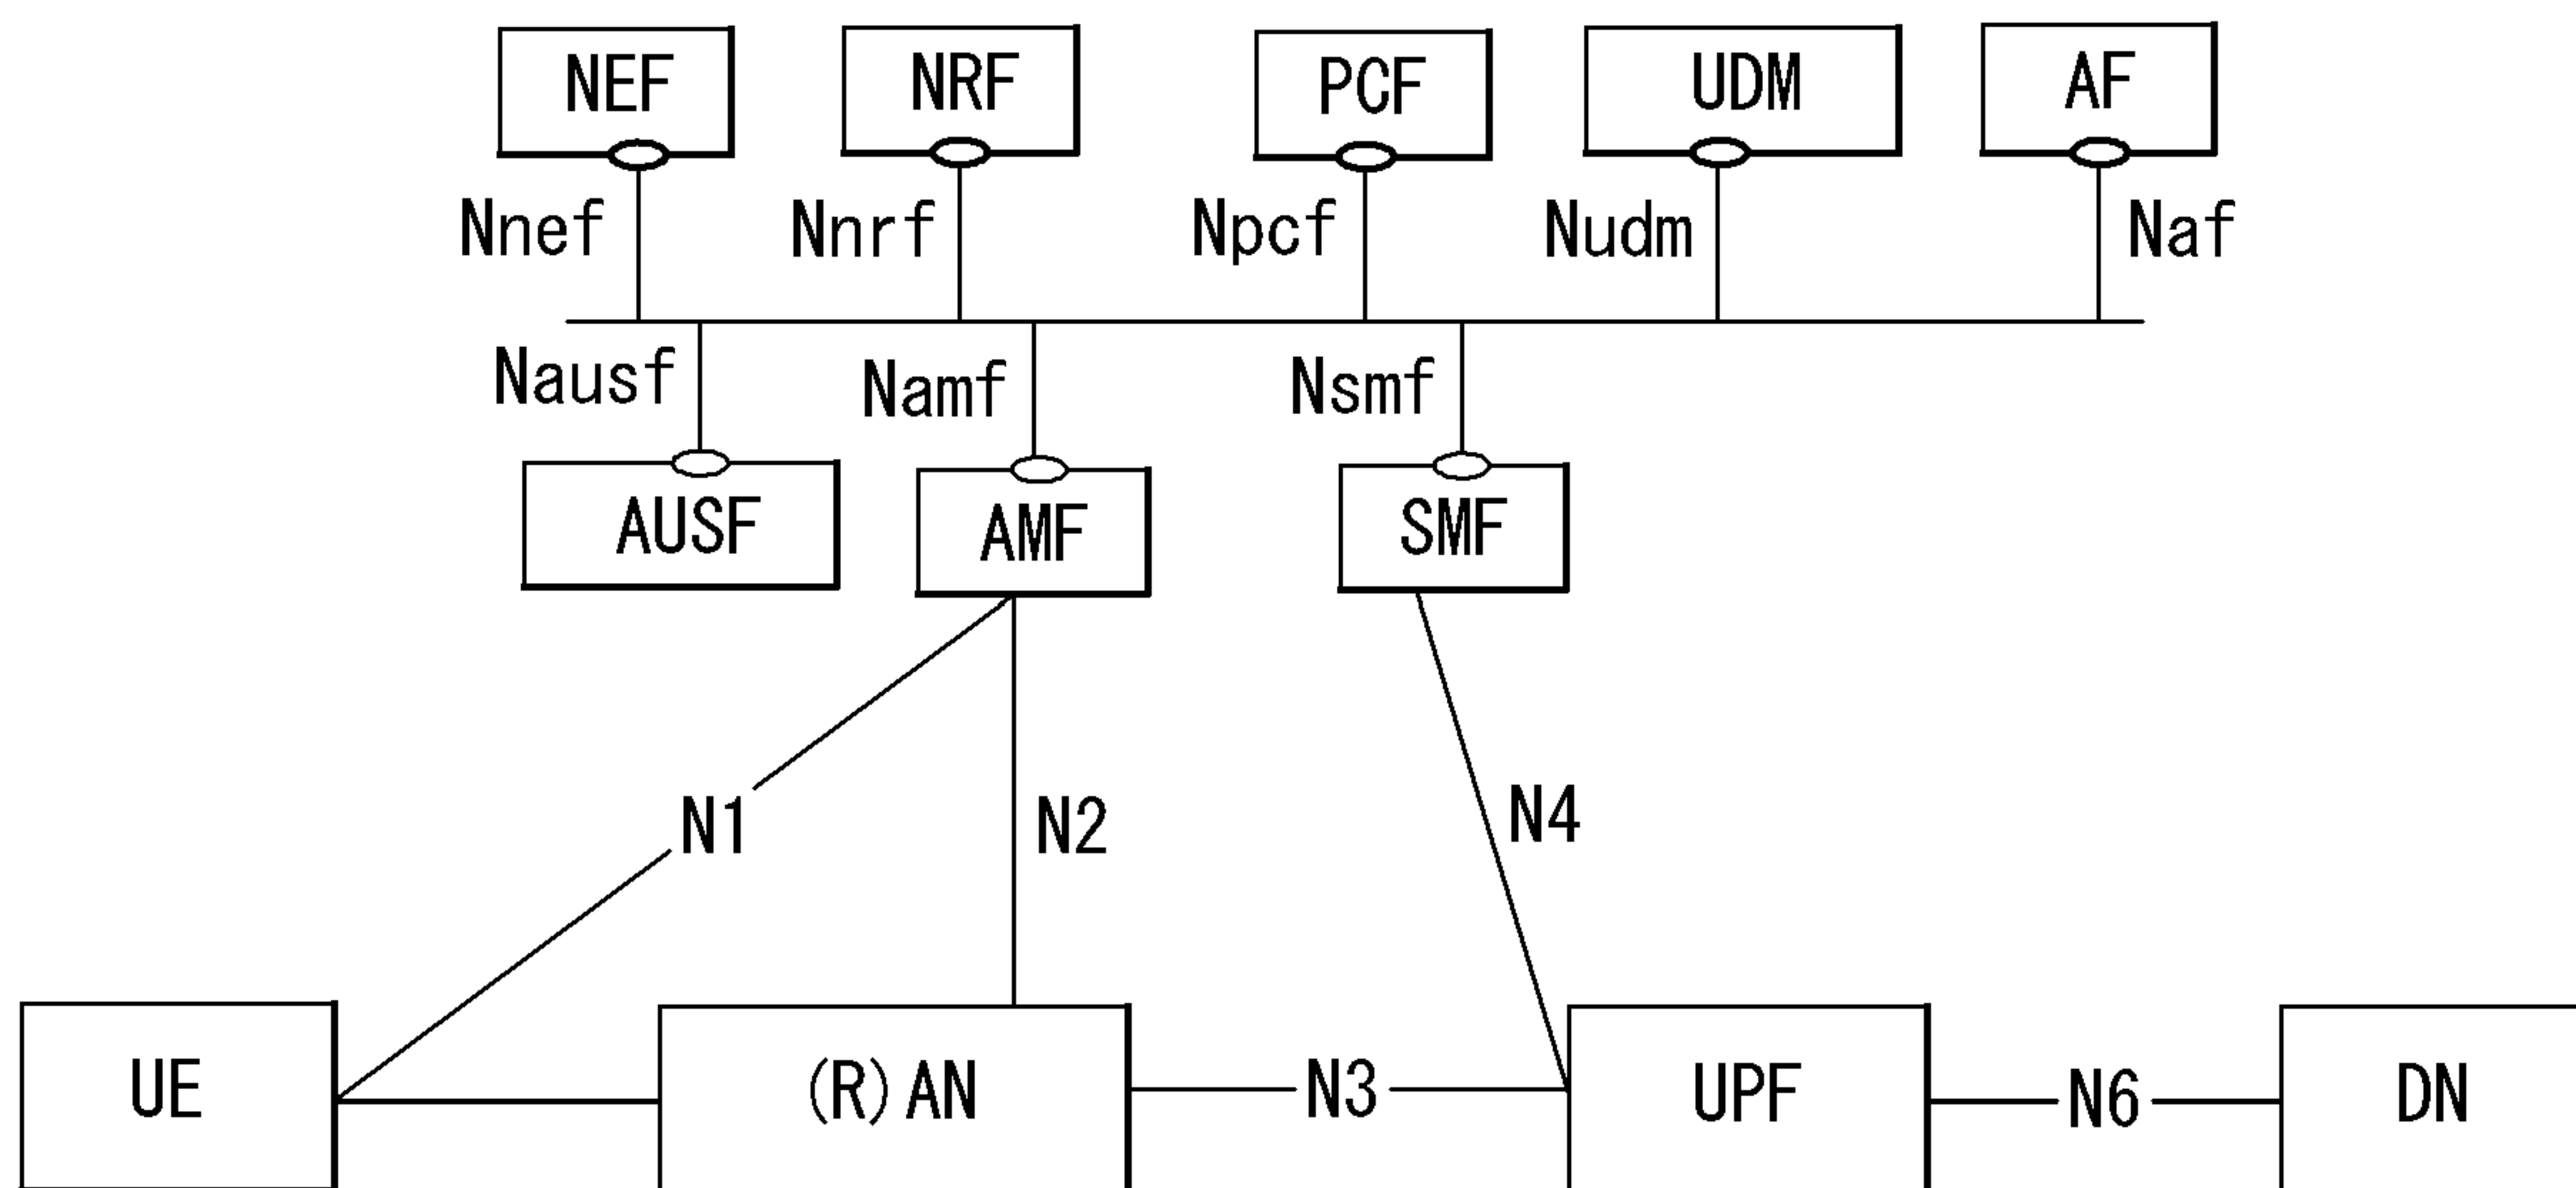 NEF NRF PCF UDM AF
Nnef Nnrf Npcf Nudm Naf
Nausf Namf Nsmf
AUSF AMF SMF
N1 N2 N4
UE (R)AN N3 UPF N6 DN